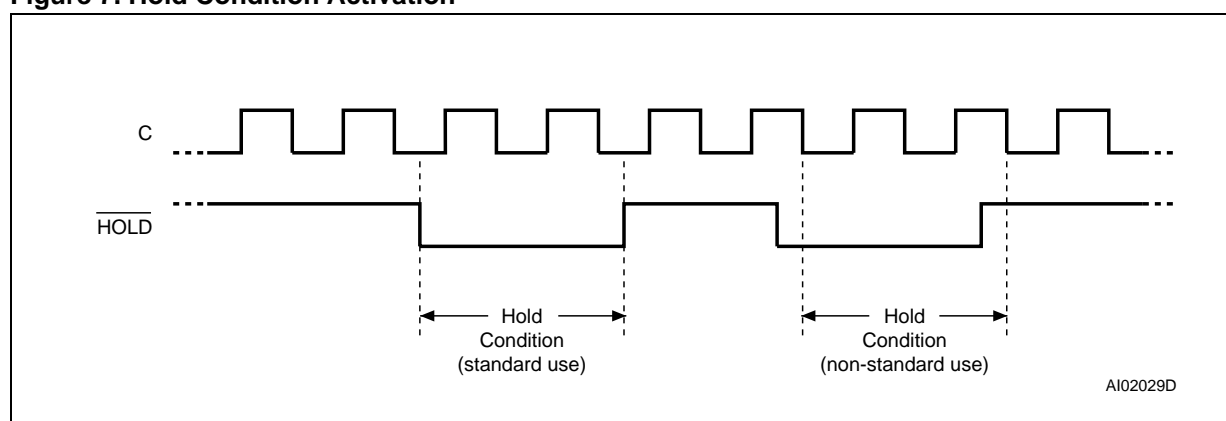 Figure 7. Hold Condition Activation
C
HOLD
Hold
Condition
(standard use)
Hold
Condition
(non-standard use)
AI02029D